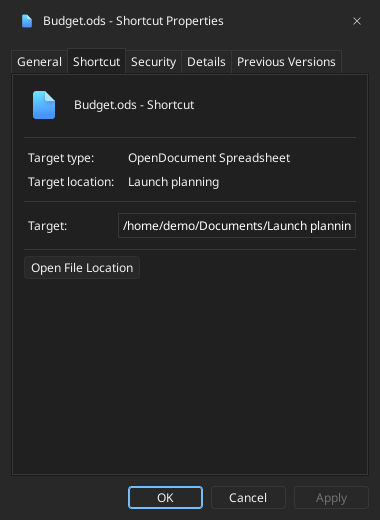 Budget.ods - Shortcut Properties
General Shortcut Security Details Previous Versions
Budget.ods - Shortcut
Target type: OpenDocument Spreadsheet
Target location: Launch planning
Target: /home/demo/Documents/Launch plannin
Open File Location
OK Cancel Apply